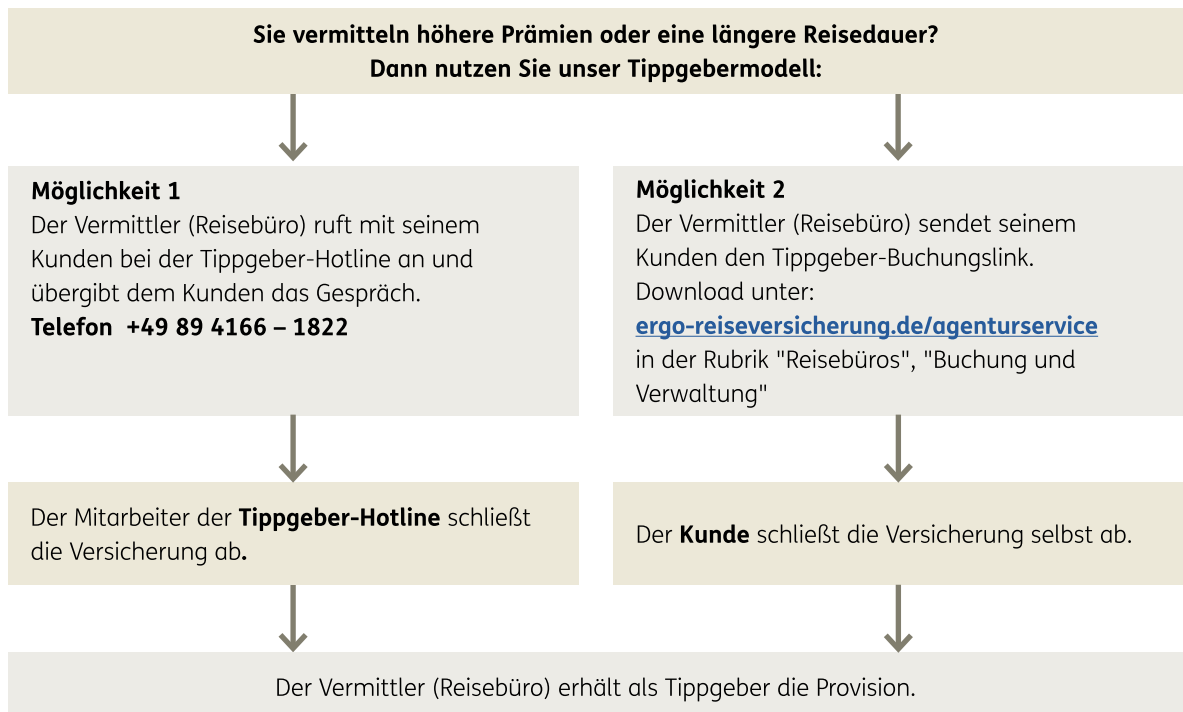 Sie vermitteln höhere Prämien oder eine längere Reisedauer?
Dann nutzen Sie unser Tippgebermodell:
Möglichkeit 1
Der Vermittler (Reisebüro) ruft mit seinem
Kunden bei der Tippgeber-Hotline an und
übergibt dem Kunden das Gespräch.
Telefon +49 89 4166 – 1822
Möglichkeit 2
Der Vermittler (Reisebüro) sendet seinem
Kunden den Tippgeber-Buchungslink.
Download unter:
ergo-reiseversicherung.de/agenturservice
in der Rubrik "Reisebüros", "Buchung und
Verwaltung"
Der Mitarbeiter der Tippgeber-Hotline schließt
die Versicherung ab.
Der Kunde schließt die Versicherung selbst ab.
Der Vermittler (Reisebüro) erhält als Tippgeber die Provision.